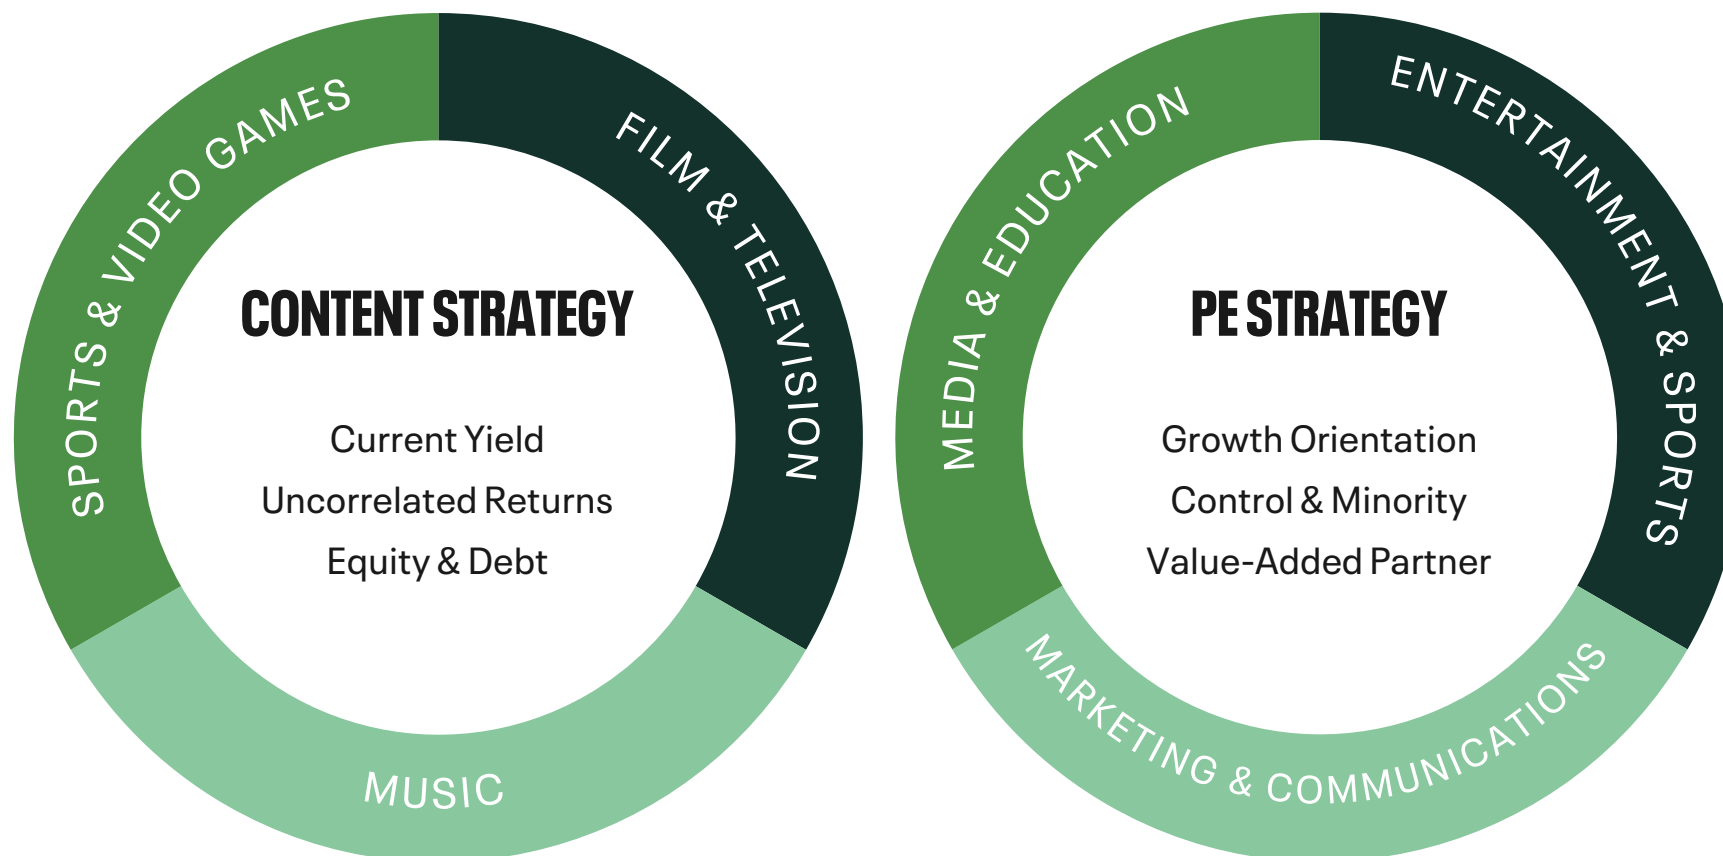 SPORTS & VIDEO GAMES
FILM & TELEVISION
CONTENT STRATEGY
Current Yield
Uncorrelated Returns
Equity & Debt
MUSIC
MEDIA & EDUCATION
ENTERTAINMENT & SPORTS
PE STRATEGY
Growth Orientation
Control & Minority
Value-Added Partner
MARKETING & COMMUNICATIONS